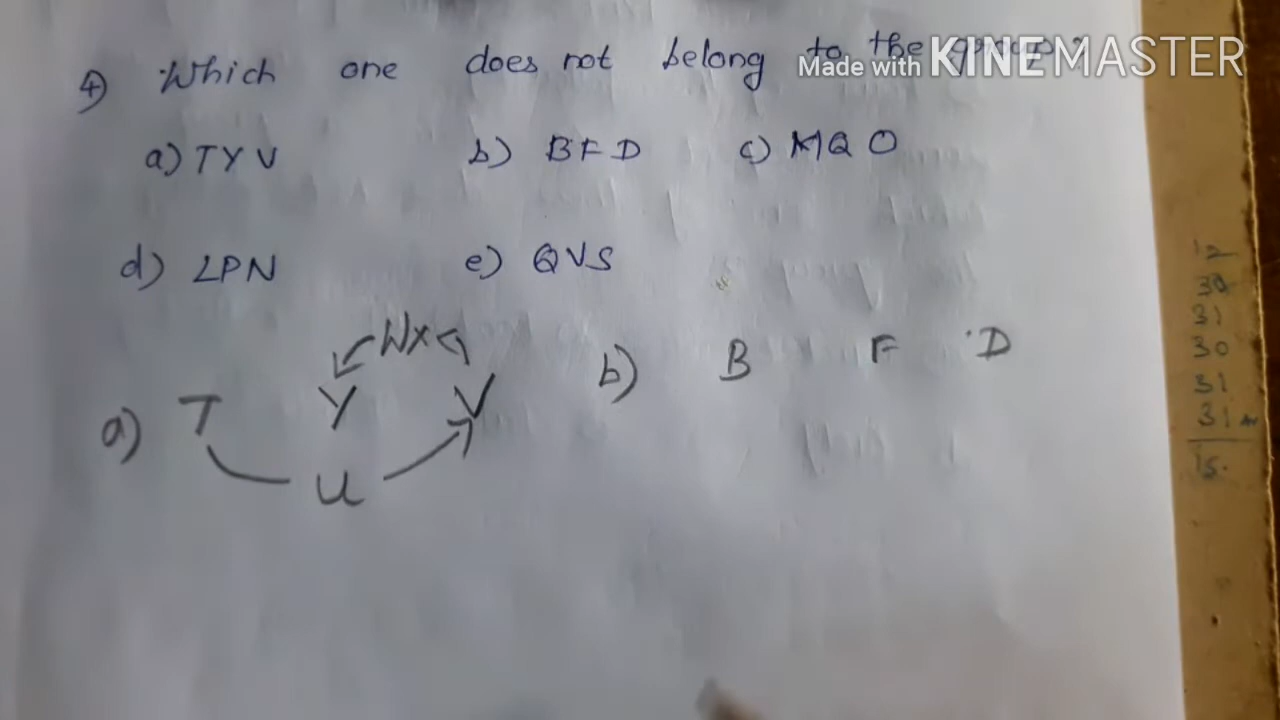 4) Which one does not belong to the group?
Made with KINEMASTER
a) TYV b) BFD c) MQO
d) LPN e) QVS
WX
a) T Y V b) B F D
U
12
30
31
30
31
31
15